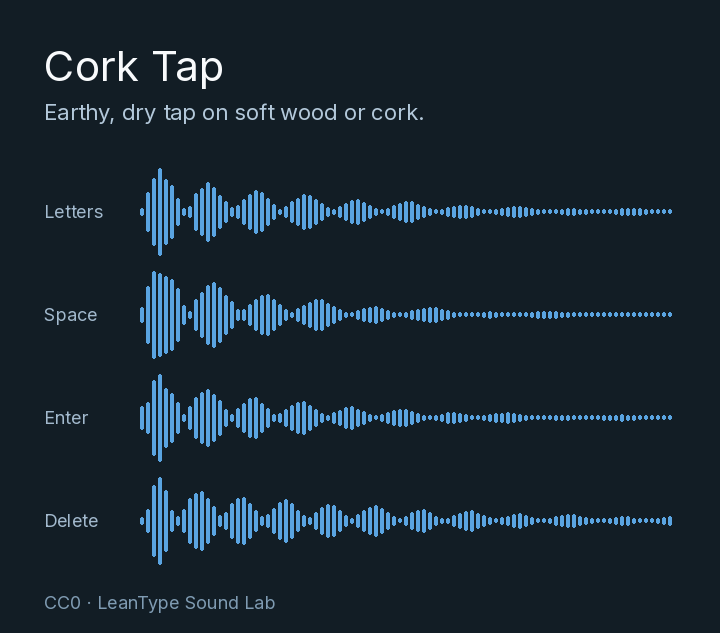 Cork Tap
Earthy, dry tap on soft wood or cork.
Letters
Space
Enter
Delete
CC0 · LeanType Sound Lab